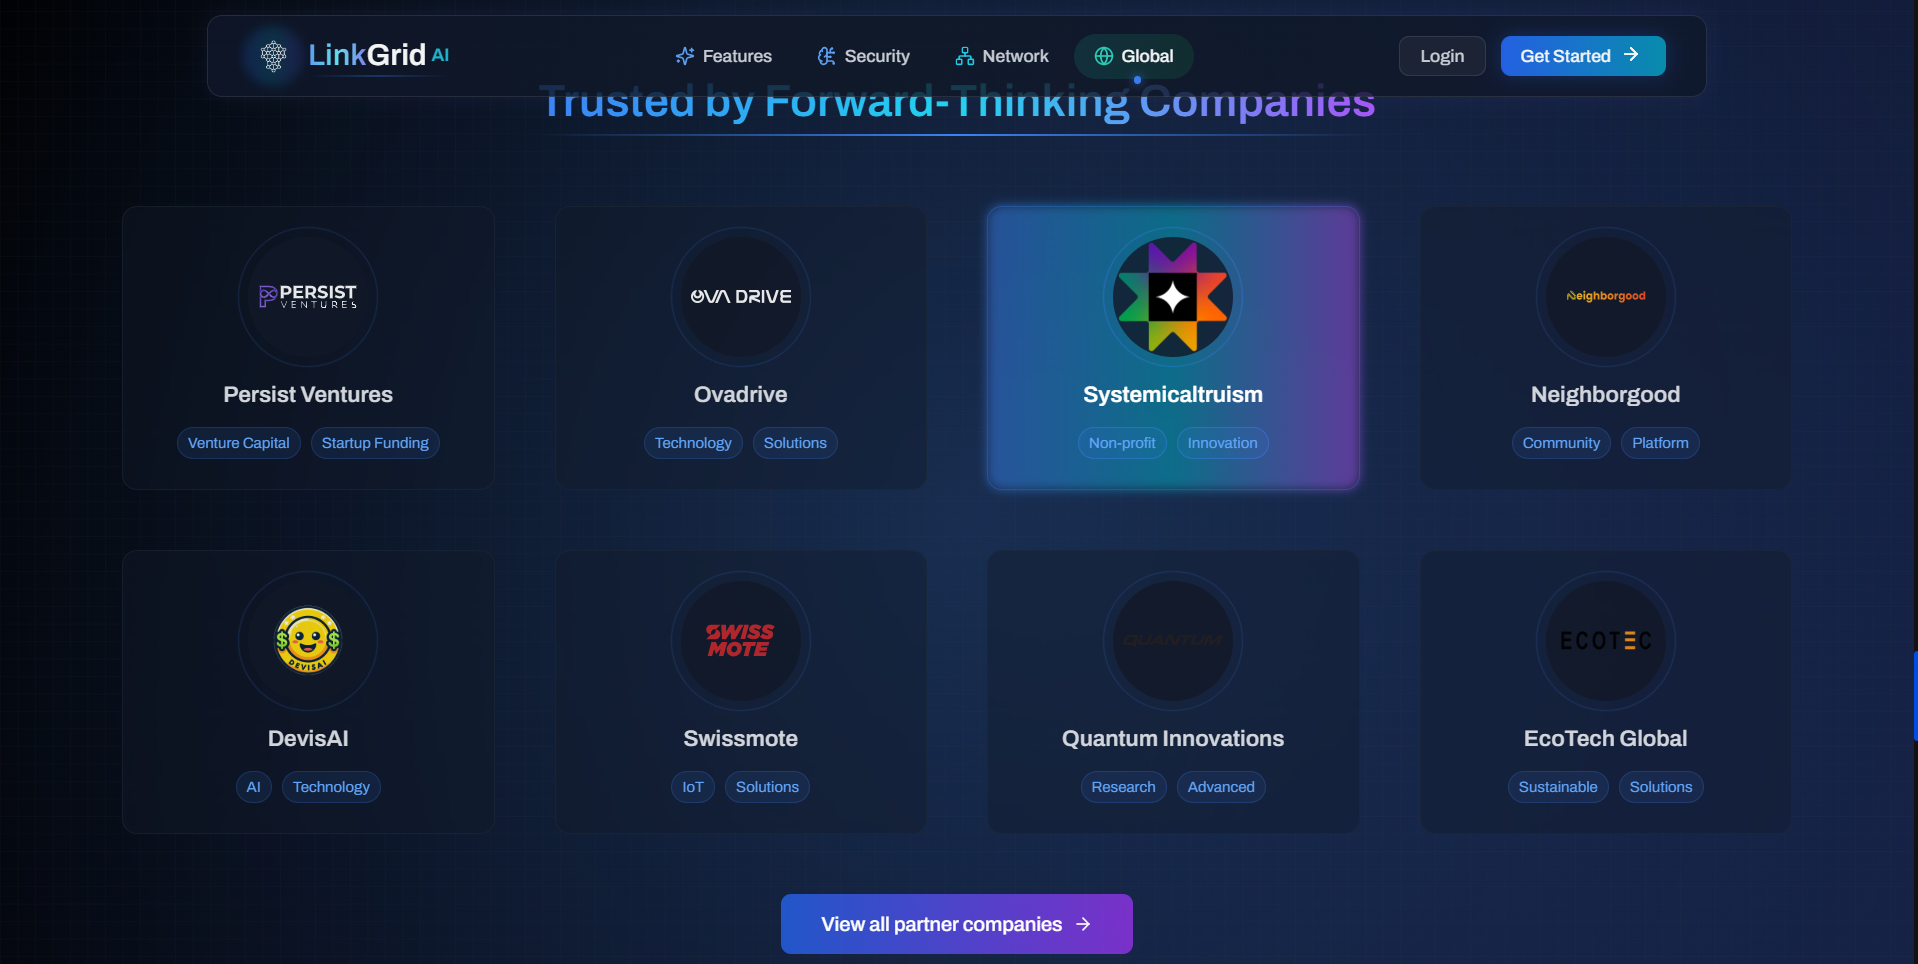 LinkGrid AI
Features
Security
Network
Global
Login
Get Started
Trusted by Forward-Thinking Companies
PERSIST
VENTURES
OVA DRIVE
Neighborgood
Persist Ventures
Ovadrive
Systemicaltruism
Neighborgood
Venture Capital
Startup Funding
Technology
Solutions
Non-profit
Innovation
Community
Platform
DEVISAI
SWISS
MOTE
QUANTUM
ECOTEC
DevisAI
Swissmote
Quantum Innovations
EcoTech Global
AI
Technology
IoT
Solutions
Research
Advanced
Sustainable
Solutions
View all partner companies